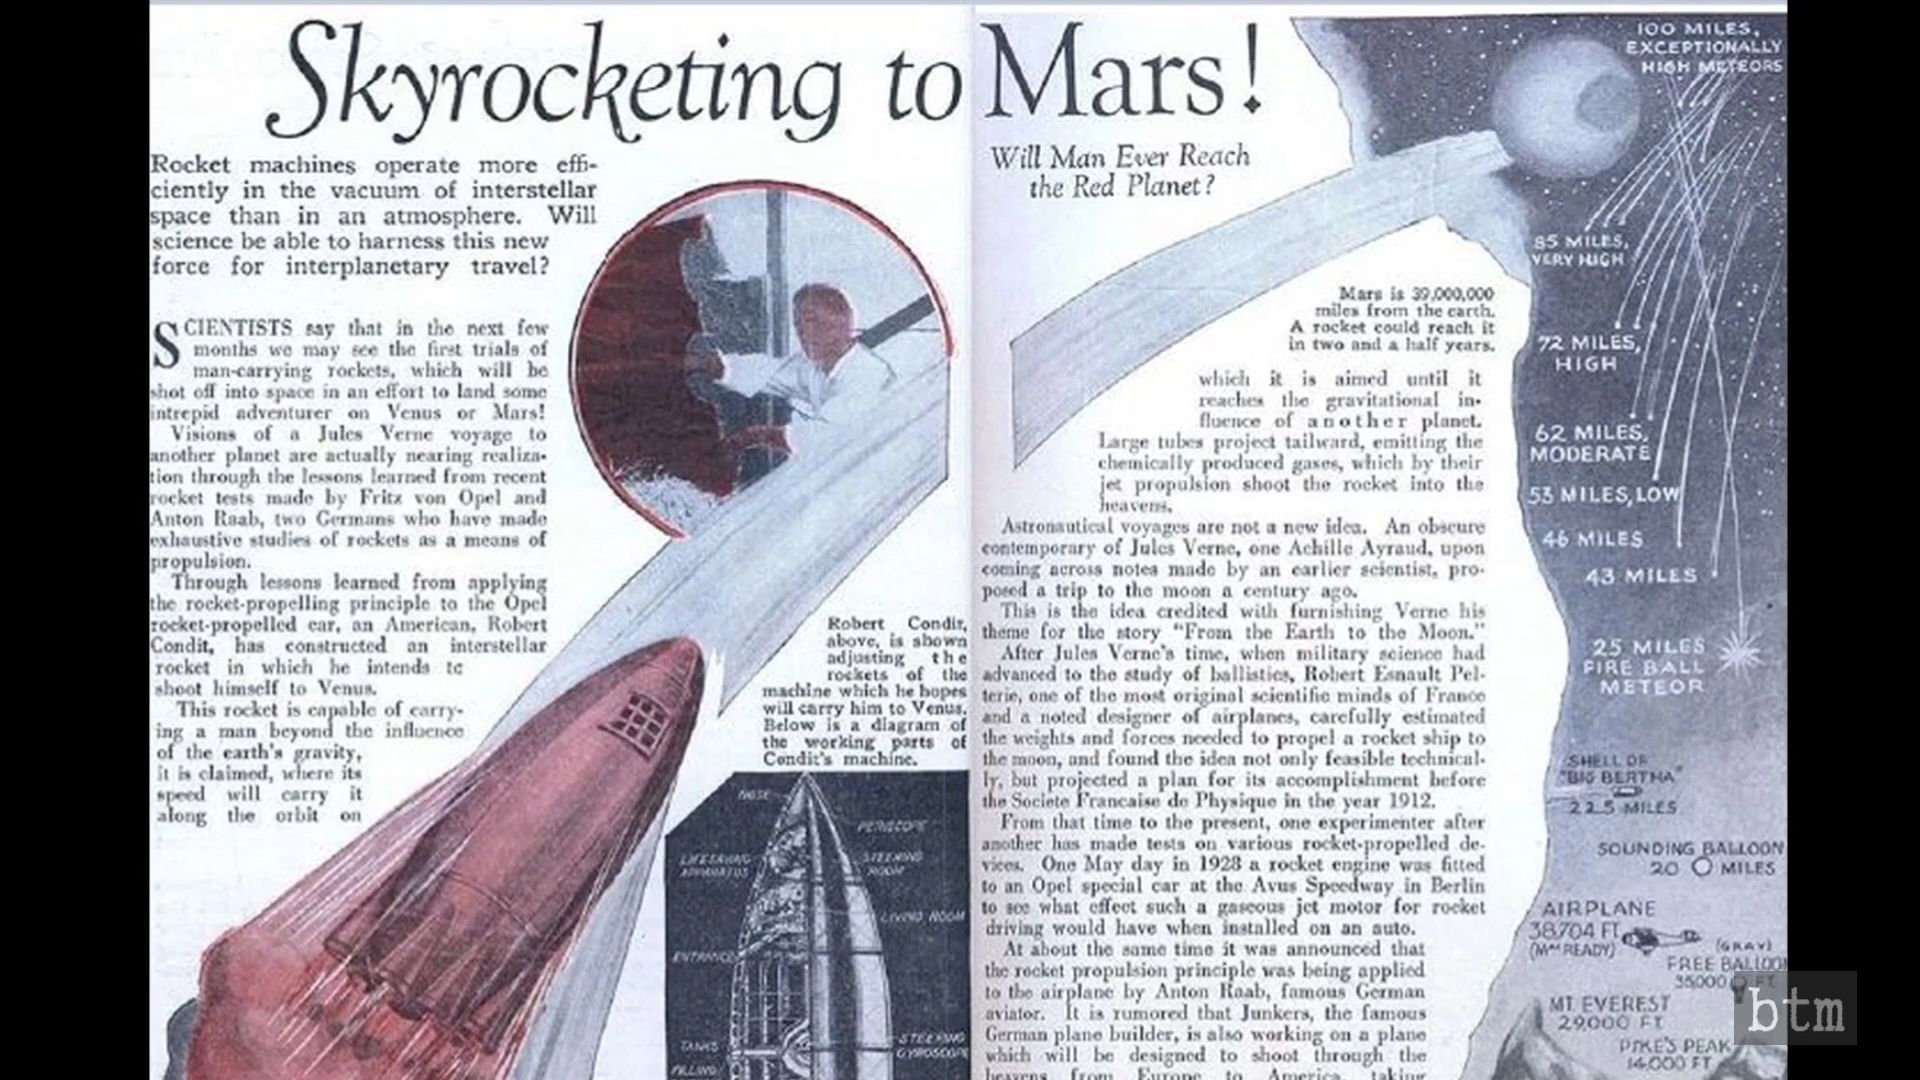 Skyrocketing to Mars!
Rocket machines operate more effi-
ciently in the vacuum of interstellar
space than in an atmosphere. Will
science be able to harness this new
force for interplanetary travel?
SCIENTISTS say that in the next few
months we may see the first trials of
man-carrying rockets, which will be
shot off into space in an effort to land some
intrepid adventurer on Venus or Mars!
Visions of a Jules Verne voyage to
another planet are actually nearing realiza-
tion through the lessons learned from recent
rocket tests made by Fritz von Opel and
Anton Raab, two Germans who have made
exhaustive studies of rockets as a means of
propulsion.
Through lessons learned from applying
the rocket-propelling principle to the Opel
rocket-propelled car, an American, Robert
Condit, has constructed an interstellar
rocket in which he intends to
shoot himself to Venus.
This rocket is capable of carry-
ing a man beyond the influence
of the earth's gravity,
it is claimed, where its
speed will carry it
along the orbit on
Robert Condit,
above, is shown
adjusting the
rockets of the
machine which he hopes
will carry him to Venus.
Below is a diagram of
the working parts of
Condit's machine.
NOSE
PERISCOPE
LIFESAVING
APPARATUS
STEERING
ROOM
LIVING ROOM
ENTRANCE
TANKS
STEERING
GYROSCOPE
FILLING
Will Man Ever Reach
the Red Planet?
Mars is 39,000,000
miles from the earth.
A rocket could reach it
in two and a half years.
which it is aimed until it
reaches the gravitational in-
fluence of another planet.
Large tubes project tailward, emitting the
chemically produced gases, which by their
jet propulsion shoot the rocket into the
heavens.
Astronautical voyages are not a new idea. An obscure
contemporary of Jules Verne, one Achille Ayraud, upon
coming across notes made by an earlier scientist, pro-
posed a trip to the moon a century ago.
This is the idea credited with furnishing Verne his
theme for the story "From the Earth to the Moon."
After Jules Verne's time, when military science had
advanced to the study of ballistics, Robert Esnault Pel-
terie, one of the most original scientific minds of France
and a noted designer of airplanes, carefully estimated
the weights and forces needed to propel a rocket ship to
the moon, and found the idea not only feasible technical-
ly, but projected a plan for its accomplishment before
the Societe Francaise de Physique in the year 1912.
From that time to the present, one experimenter after
another has made tests on various rocket-propelled de-
vices. One May day in 1928 a rocket engine was fitted
to an Opel special car at the Avus Speedway in Berlin
to see what effect such a gaseous jet motor for rocket
driving would have when installed on an auto.
At about the same time it was announced that
the rocket propulsion principle was being applied
to the airplane by Anton Raab, famous German
aviator. It is rumored that Junkers, the famous
German plane builder, is also working on a plane
which will be designed to shoot through the
heavens from Europe to America, taking
100 MILES,
EXCEPTIONALLY
HIGH METEORS
85 MILES,
VERY HIGH
72 MILES,
HIGH
62 MILES,
MODERATE
53 MILES, LOW
46 MILES
43 MILES
25 MILES
FIRE BALL
METEOR
SHELL OF
"BIG BERTHA"
22.5 MILES
SOUNDING BALLOON
20 MILES
AIRPLANE
38704 FT.
(MacREADY)
(GRAY)
FREE BALLOON
35000 FT.
MT EVEREST
29000 FT
PIKE'S PEAK
14000 FT
btm